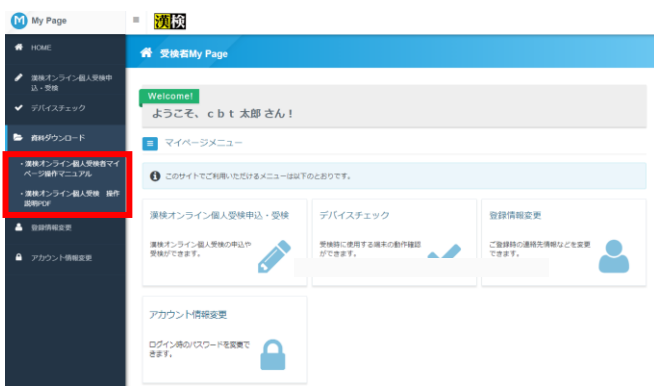 M My Page
漢検
HOME
受検者My Page
漢検オンライン個人受検申
込・受検
デバイスチェック
資料ダウンロード
・漢検オンライン個人受検者マイ
ページ操作マニュアル
・漢検オンライン個人受検 操作
説明PDF
登録情報変更
アカウント情報変更
Welcome!
ようこそ、ｃｂｔ 太郎 さん！
マイページメニュー
このサイトでご利用いただけるメニューは以下のとおりです。
漢検オンライン個人受検申込・受検
漢検オンライン個人受検の申込や
受検ができます。
デバイスチェック
受検時に使用する端末の動作確認
ができます。
登録情報変更
ご登録時の連絡先情報などを変更
できます。
アカウント情報変更
ログイン時のパスワードを変更で
きます。